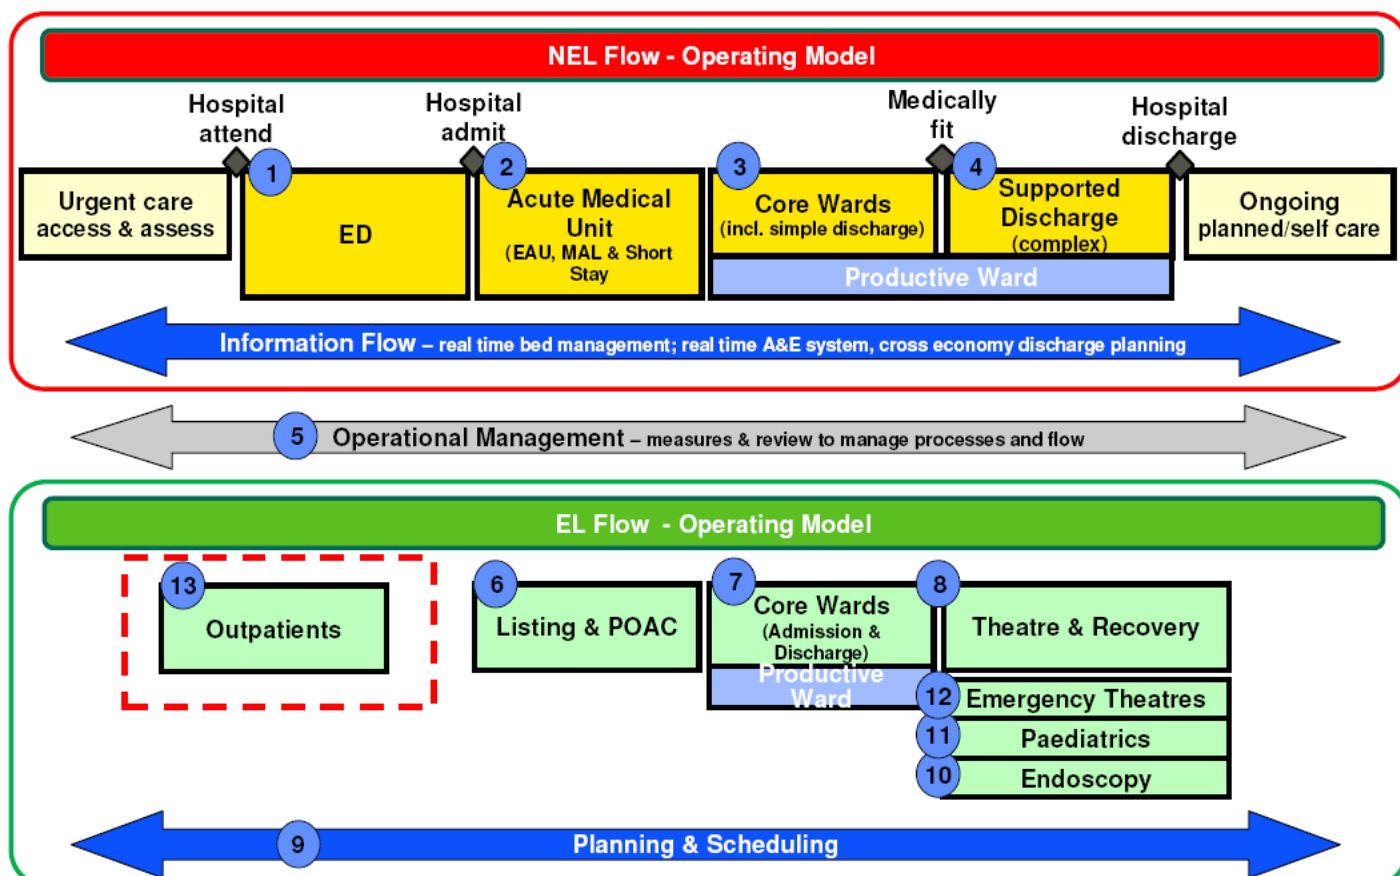 NEL Flow - Operating Model
Hospital
attend
Hospital
admit
Medically
fit
Hospital
discharge
1
2
3
4
Urgent care
access & assess
ED
Acute Medical
Unit
(EAU, MAL & Short
Stay
Core Wards
(incl. simple discharge)
Supported
Discharge
(complex)
Ongoing
planned/self care
Productive Ward
Information Flow – real time bed management; real time A&E system, cross economy discharge planning
5
Operational Management – measures & review to manage processes and flow
EL Flow - Operating Model
13
Outpatients
6
Listing & POAC
7
Core Wards
(Admission &
Discharge)
Productive
Ward
8
Theatre & Recovery
12
Emergency Theatres
11
Paediatrics
10
Endoscopy
9
Planning & Scheduling